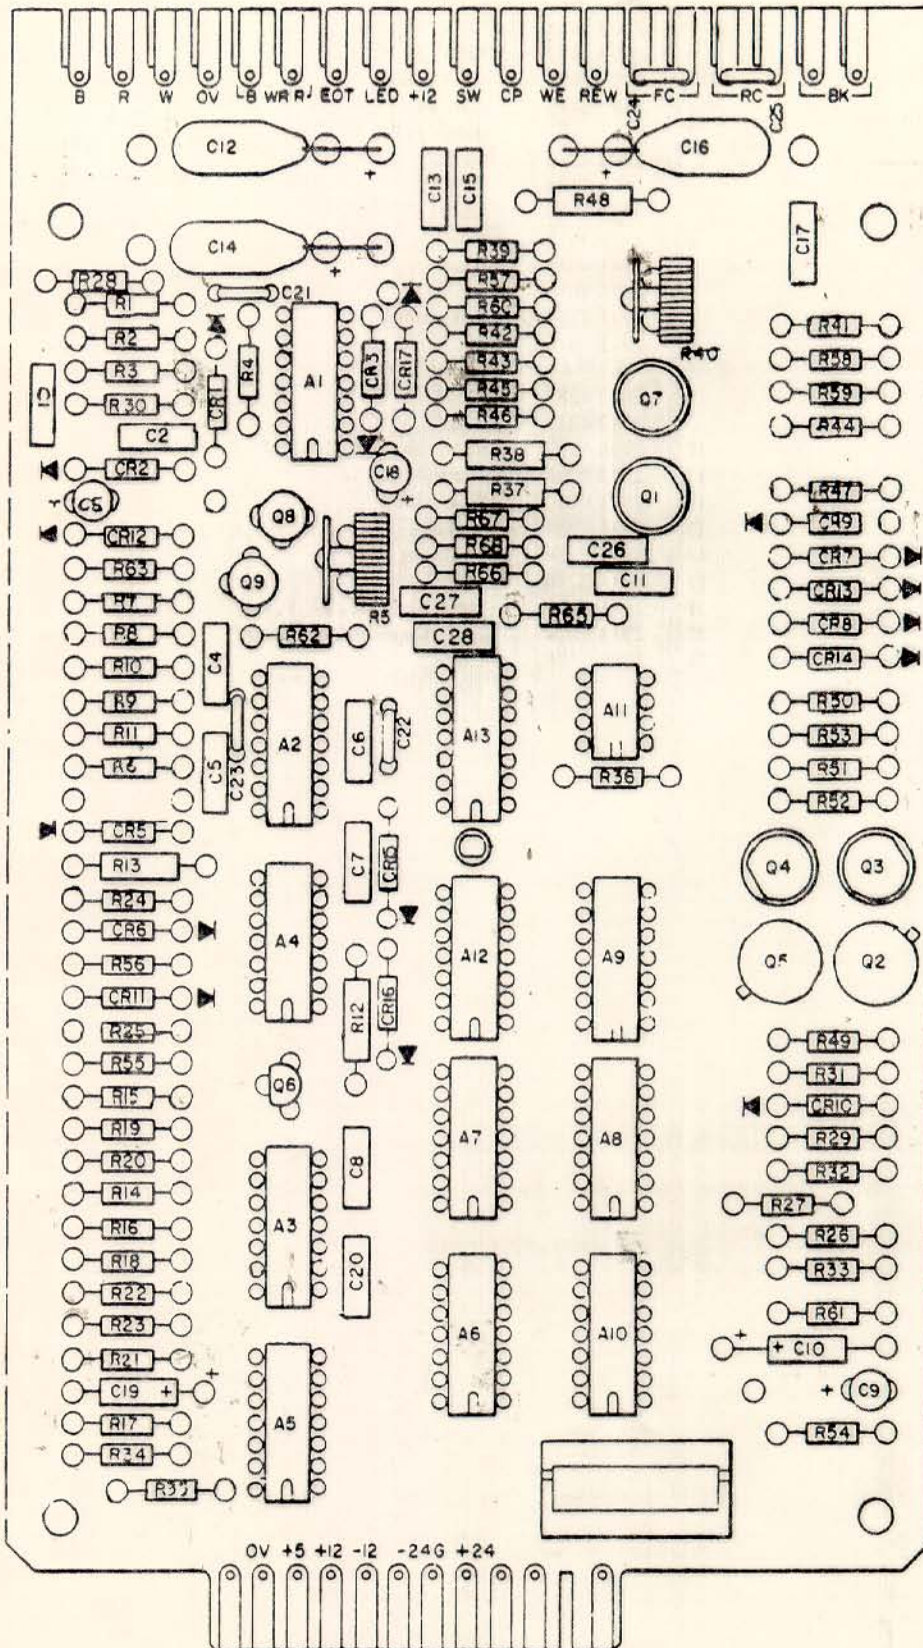 B R W OV B WR R EOT LED +12 SW CP WE REW FC RC BK
C24 C25
C12 C16
C13 C15
R48
C14
C17
R39
R28 C21 R57
R1 R60
R2 R42 R40 R41
R4 A1 CR3 CR17 R43 R58
R3 CR1 R45 Q7 R59
R30 R46 R44
C1 C2
R38
CR2 C18
R37 Q1 R47
C5 Q8 R67 CR9
CR12 R68 C26 CR7
R63 Q9 R66 C11 CR13
R7 R5 C27 R65 CR8
R8 R62 C28
R10 C4 CR14
R9 A11 R50
R11 A2 C6 C22 A13 R53
R6 C5 C23 R36 R51
R52
CR5
R13 C7 CR15 Q4 Q3
R24
CR6 A4 A12 A9
R56 Q5 Q2
CR11 R12 CR16
R25 R49
R55 Q6 R31
R15 CR10
R19 A7 A8 R29
R20 C8 R32
R14 R27
R16 A3 R26
R18 C20 R33
R22
R23 A6 A10 R61
R21 + C10
C19 + + + C9
R17 A5 R54
R34
R35
OV +5 +12 -12 -24G +24